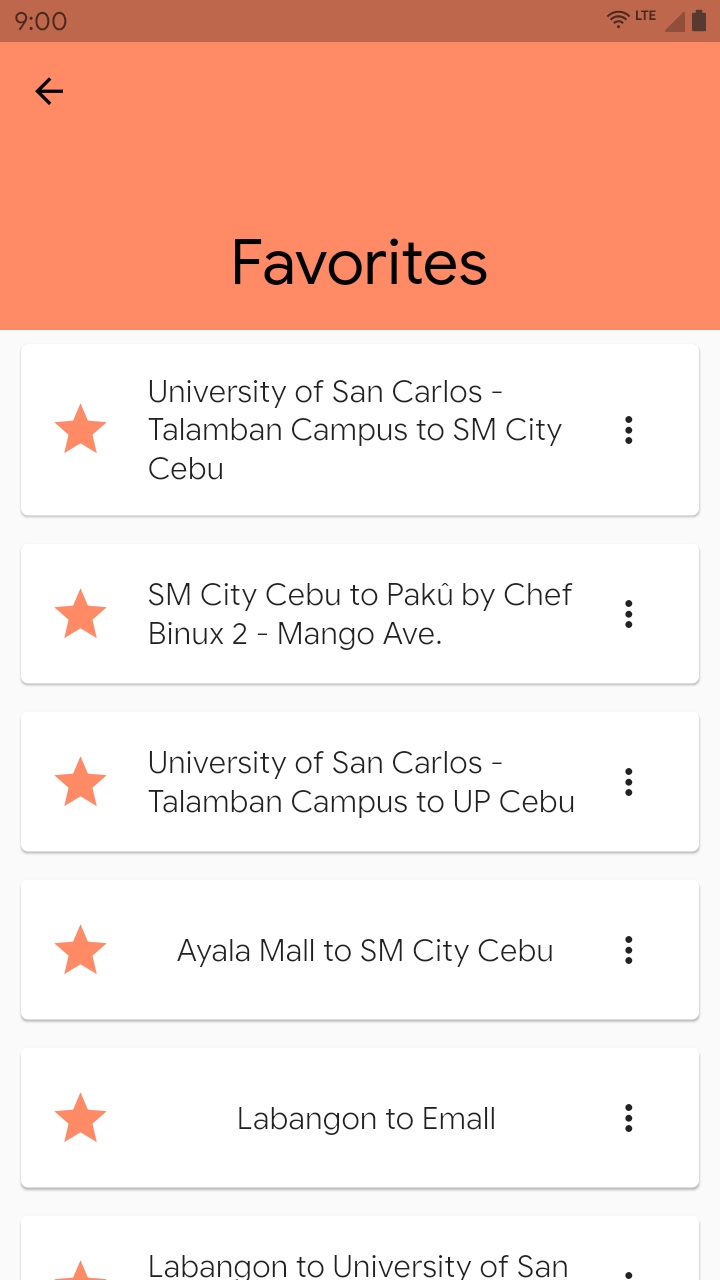 9:00
LTE
Favorites
University of San Carlos -
Talamban Campus to SM City
Cebu
SM City Cebu to Pakû by Chef
Binux 2 - Mango Ave.
University of San Carlos -
Talamban Campus to UP Cebu
Ayala Mall to SM City Cebu
Labangon to Emall
Labangon to University of San